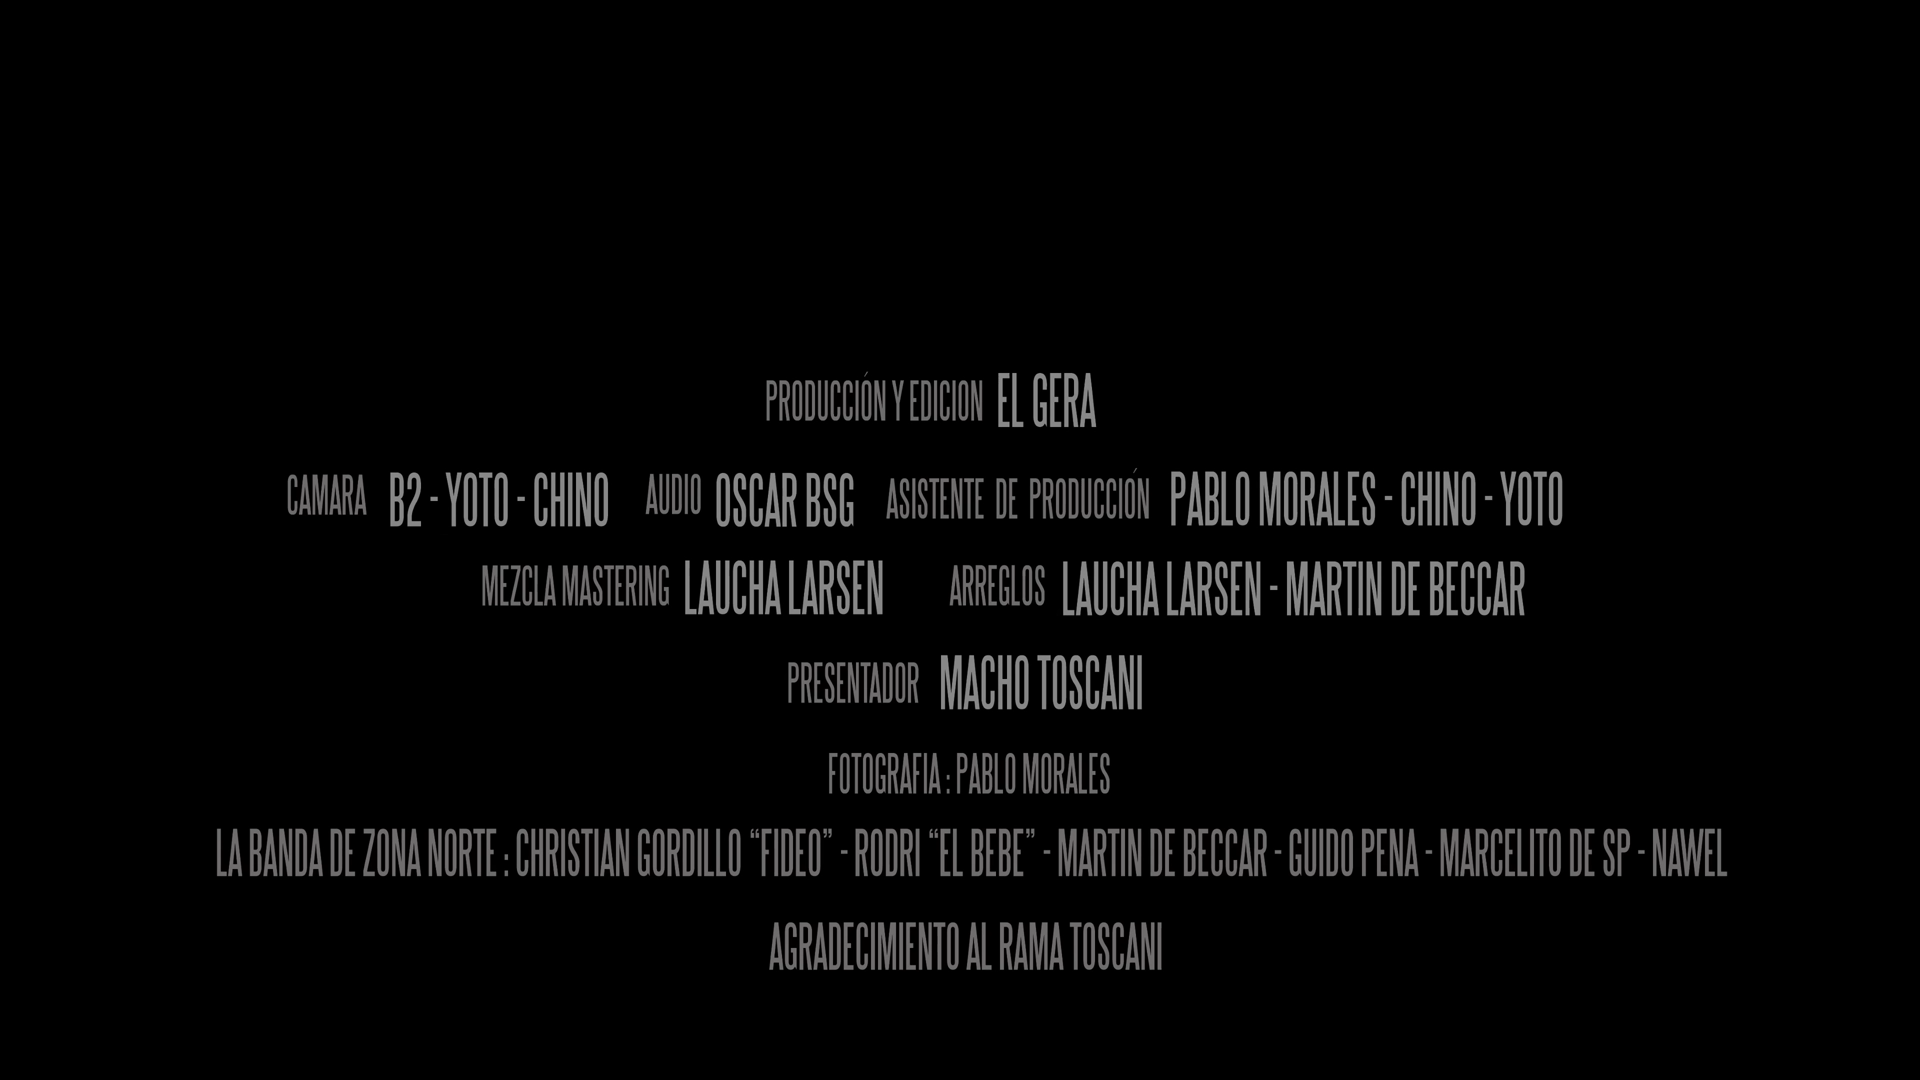 PRODUCCIÓN Y EDICION EL GERA
CAMARA B2 - YOTO - CHINO AUDIO OSCAR BSG ASISTENTE DE PRODUCCIÓN PABLO MORALES - CHINO - YOTO
MEZCLA MASTERING LAUCHA LARSEN ARREGLOS LAUCHA LARSEN - MARTIN DE BECCAR
PRESENTADOR MACHO TOSCANI
FOTOGRAFIA : PABLO MORALES
LA BANDA DE ZONA NORTE : CHRISTIAN GORDILLO “FIDEO” - RODRI “EL BEBE” - MARTIN DE BECCAR - GUIDO PENA - MARCELITO DE SP - NAWEL
AGRADECIMIENTO AL RAMA TOSCANI